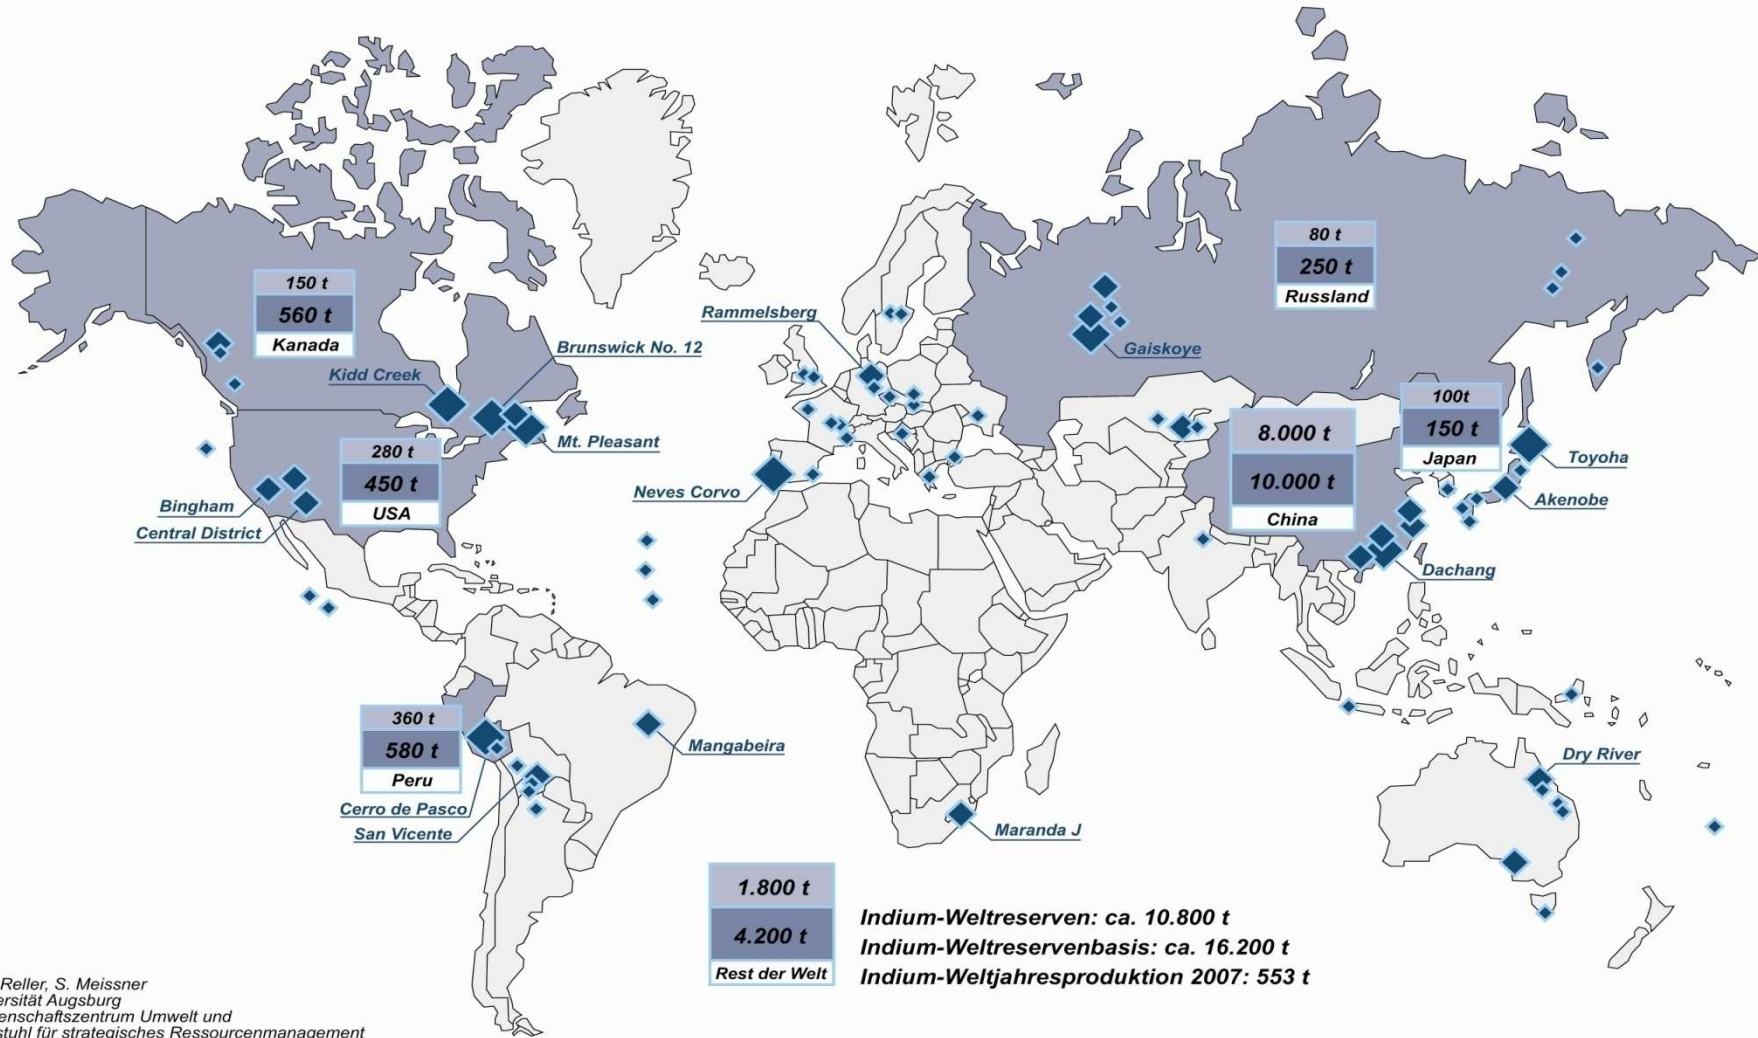 80 t
250 t
Russland
150 t
560 t
Kanada
Rammelsberg
Brunswick No. 12
Gaiskoye
Kidd Creek
100t
150 t
Japan
8.000 t
10.000 t
China
Mt. Pleasant
280 t
450 t
USA
Toyoha
Neves Corvo
Bingham
Akenobe
Central District
Dachang
360 t
580 t
Peru
Mangabeira
Dry River
Cerro de Pasco
San Vicente
Maranda J
1.800 t
4.200 t
Rest der Welt
Indium-Weltreserven: ca. 10.800 t
Indium-Weltreservenbasis: ca. 16.200 t
Indium-Weltjahresproduktion 2007: 553 t
Reller, S. Meissner
ersität Augsburg
enschaftszentrum Umwelt und
stuhl für strategisches Ressourcenmanagement